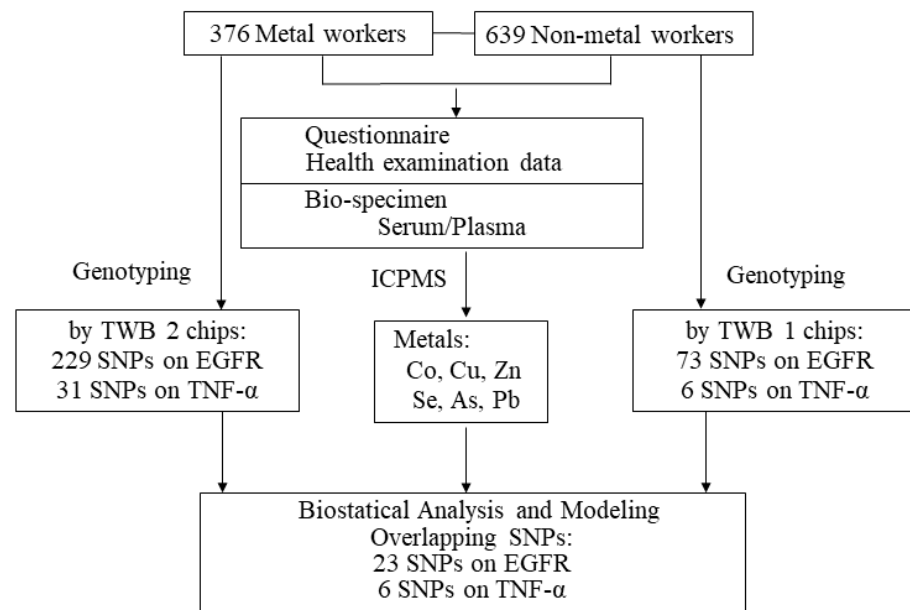 376 Metal workers
639 Non-metal workers
Questionnaire
Health examination data
Bio-specimen
Serum/Plasma
Genotyping
ICPMS
Genotyping
by TWB 2 chips:
229 SNPs on EGFR
31 SNPs on TNF-α
Metals:
Co, Cu, Zn
Se, As, Pb
by TWB 1 chips:
73 SNPs on EGFR
6 SNPs on TNF-α
Biostatical Analysis and Modeling
Overlapping SNPs:
23 SNPs on EGFR
6 SNPs on TNF-α